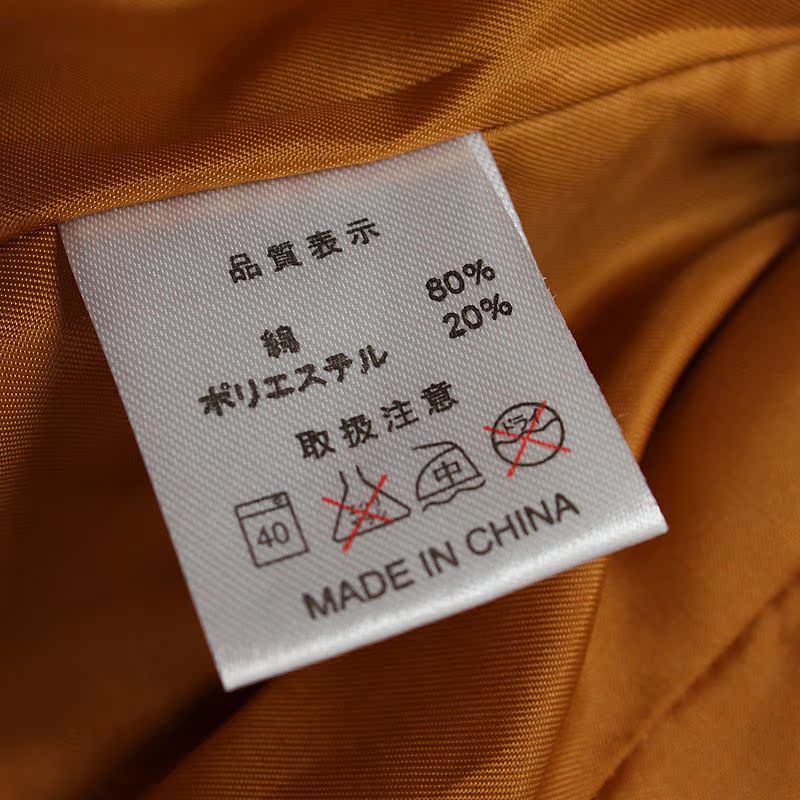 品質表示
綿 80%
ポリエステル 20%
取扱注意
40 中 ドライ
MADE IN CHINA